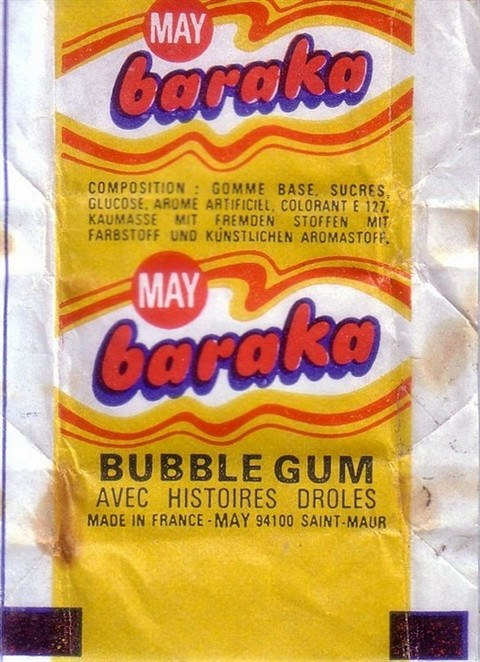 MAY
baraka
COMPOSITION : GOMME BASE, SUCRES,
GLUCOSE, AROME ARTIFICIEL, COLORANT E 127.
KAUMASSE MIT FREMDEN STOFFEN MIT
FARBSTOFF UND KÜNSTLICHEN AROMASTOFF.
MAY
baraka
BUBBLE GUM
AVEC HISTOIRES DROLES
MADE IN FRANCE - MAY 94100 SAINT-MAUR